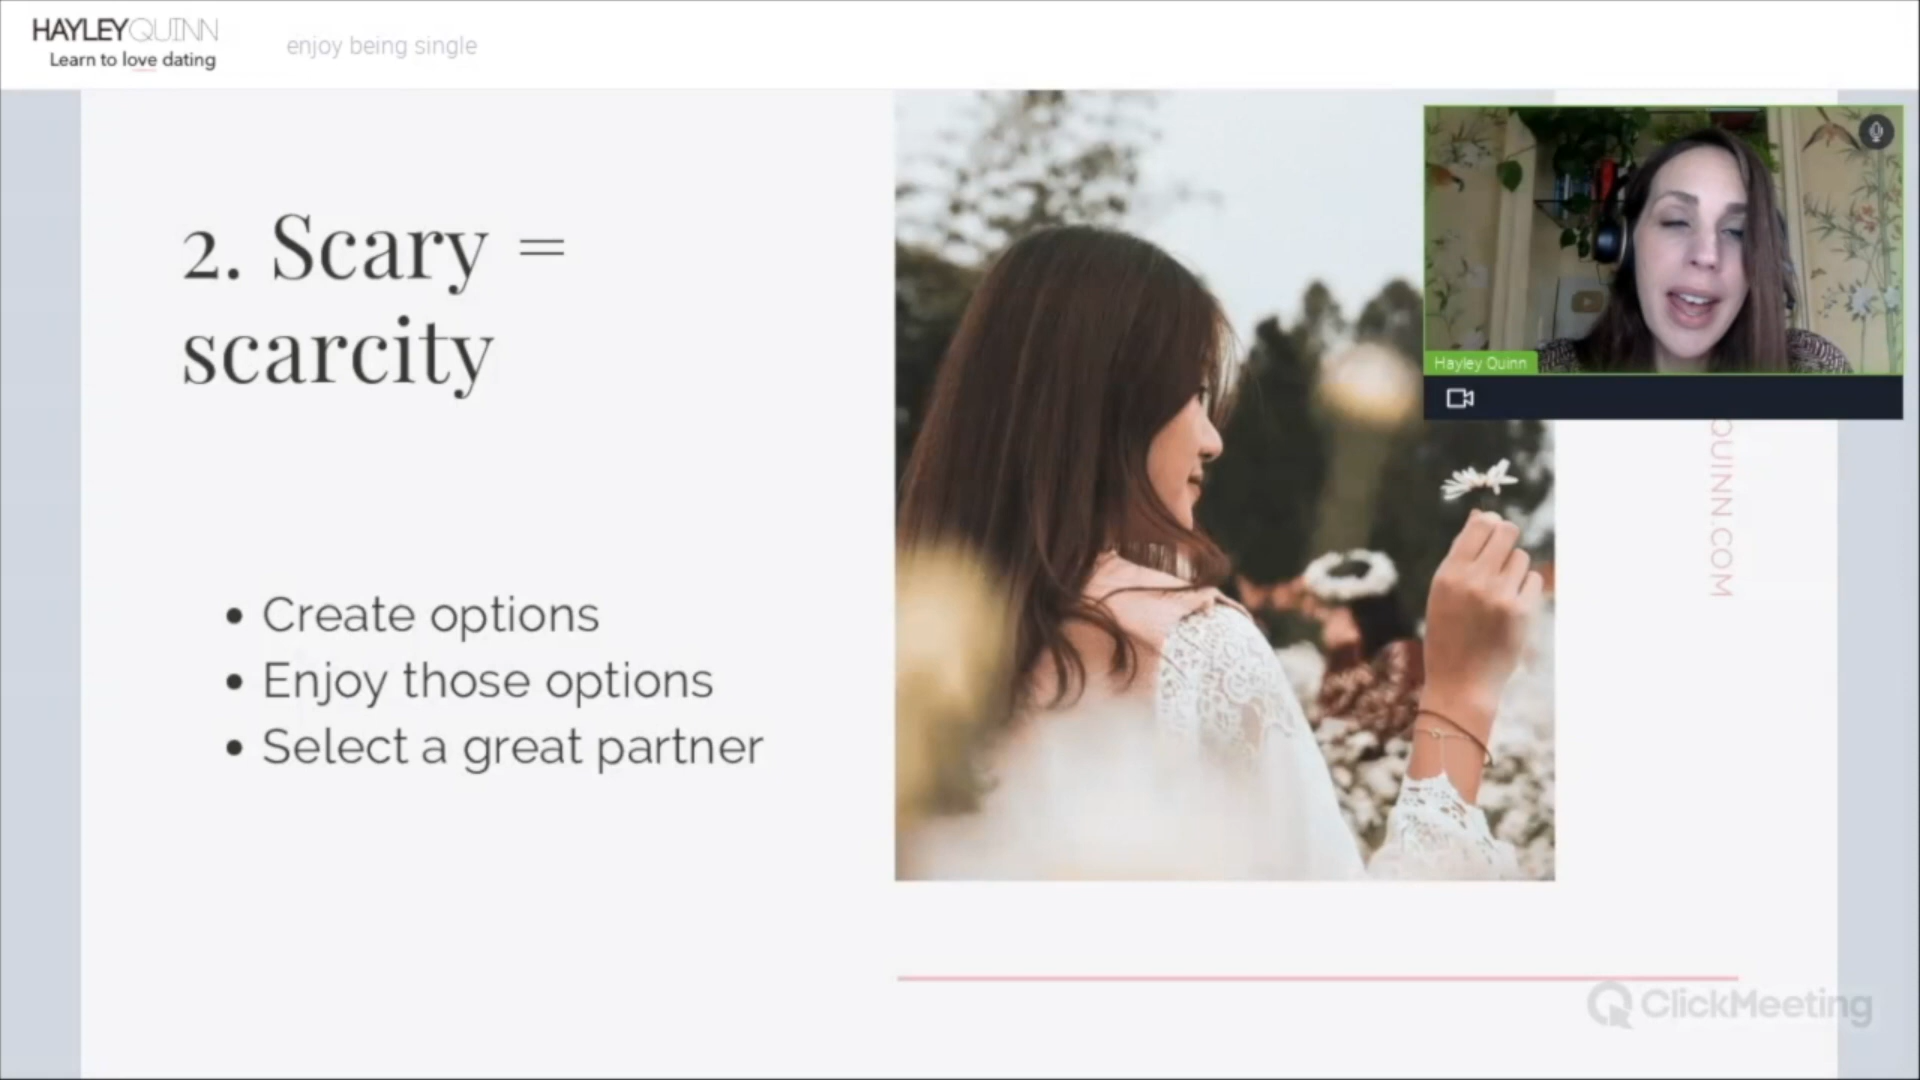 HAYLEYQUINN
Learn to love dating
enjoy being single
2. Scary =
scarcity
Hayley Quinn
QUINN.COM
• Create options
• Enjoy those options
• Select a great partner
ClickMeeting